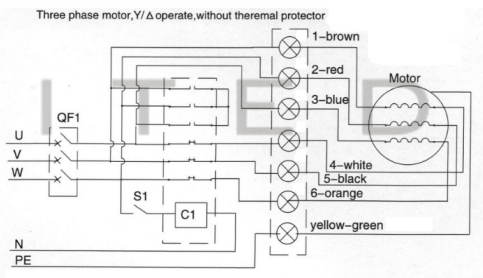 Three phase motor,Y/Δ operate,without theremal protector
1−brown
2−red
Motor
3−blue
QF1
U
V
W
4−white
5−black
6−orange
S1
C1
yellow−green
N
PE
I T E D